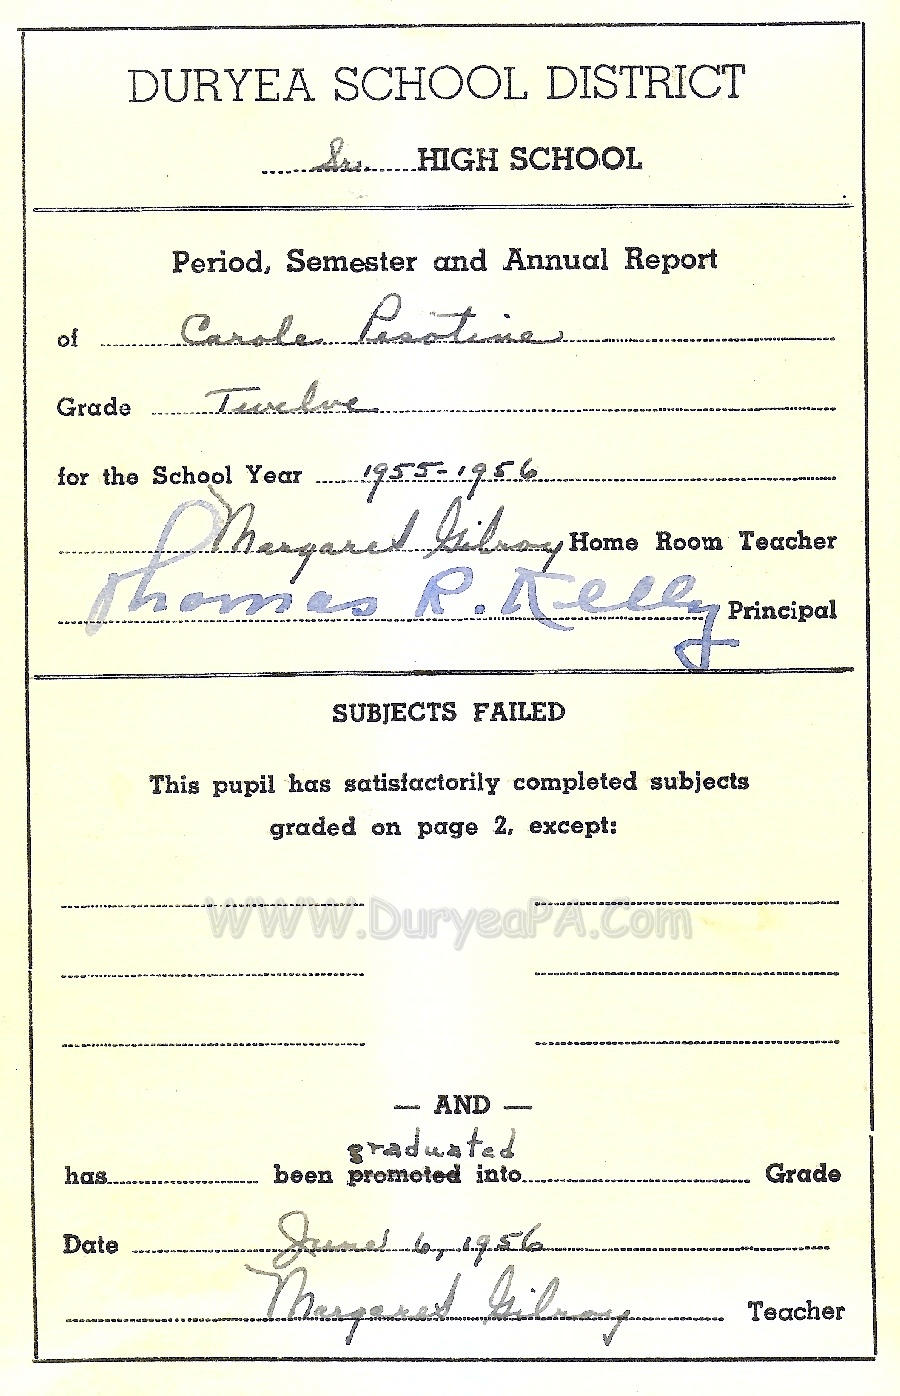 DURYEA SCHOOL DISTRICT
Sr. HIGH SCHOOL
Period, Semester and Annual Report
of Carole Pesotine
Grade Twelve
for the School Year 1955-1956
Margaret Gilroy Home Room Teacher
Thomas R. Kelly Principal
SUBJECTS FAILED
This pupil has satisfactorily completed subjects
graded on page 2, except:
WWW.DuryeaPA.Com
— AND —
graduated
has been promoted into Grade
Date June 6, 1956
Margaret Gilroy Teacher